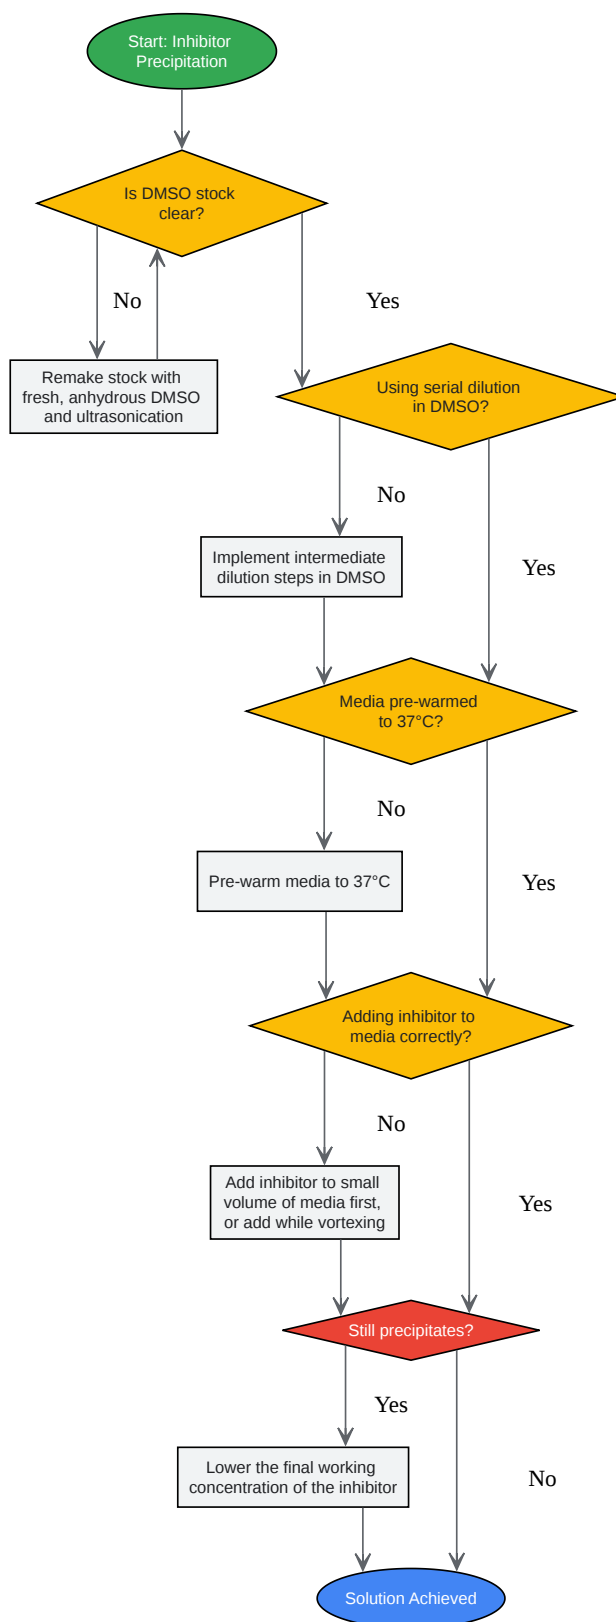 Start: Inhibitor
Precipitation
Is DMSO stock
clear?
No
Yes
Remake stock with
fresh, anhydrous DMSO
and ultrasonication
Using serial dilution
in DMSO?
No
Yes
Implement intermediate
dilution steps in DMSO
Media pre-warmed
to 37°C?
No
Yes
Pre-warm media to 37°C
Adding inhibitor to
media correctly?
No
Yes
Add inhibitor to small
volume of media first,
or add while vortexing
Still precipitates?
Yes
No
Lower the final working
concentration of the inhibitor
Solution Achieved